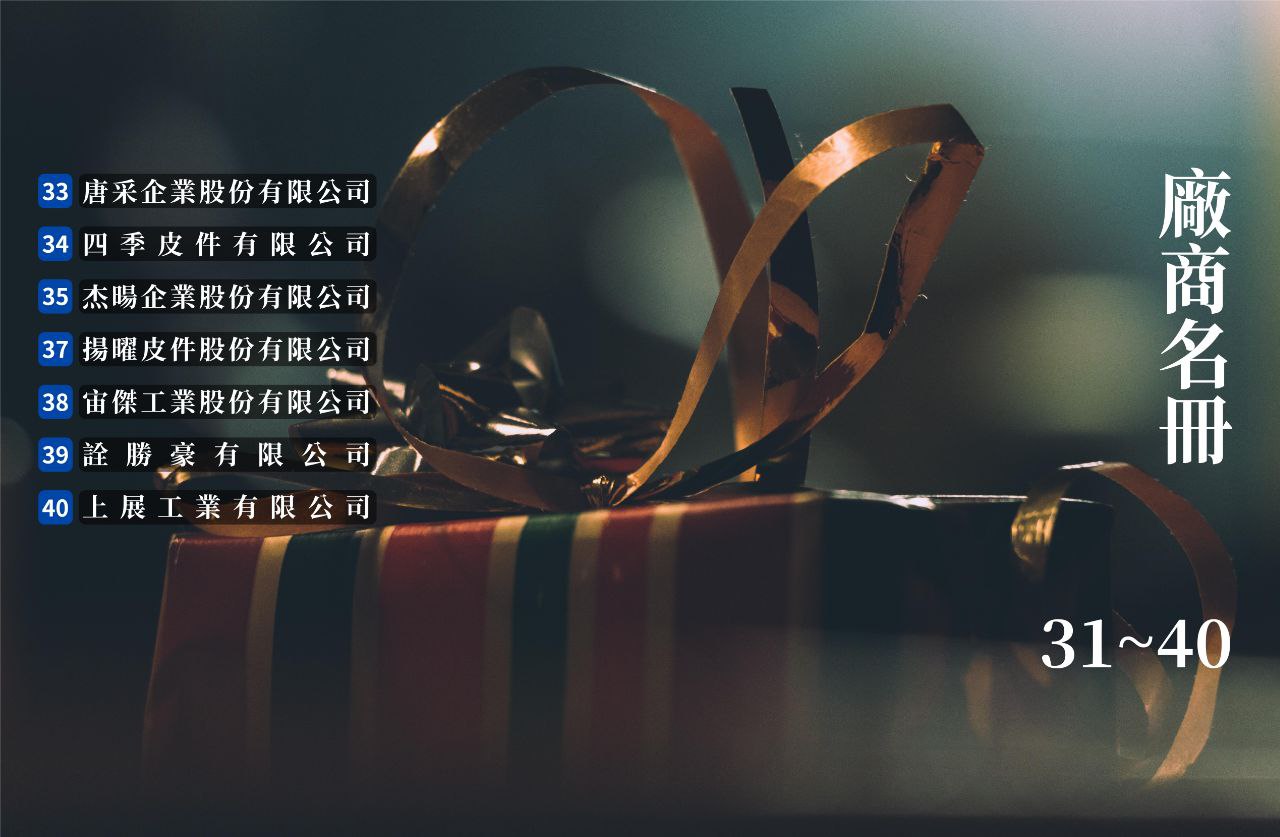 廠商名冊
31~40
33 唐采企業股份有限公司
34 四季皮件有限公司
35 杰暘企業股份有限公司
37 揚曜皮件股份有限公司
38 宙傑工業股份有限公司
39 詮勝豪有限公司
40 上展工業有限公司